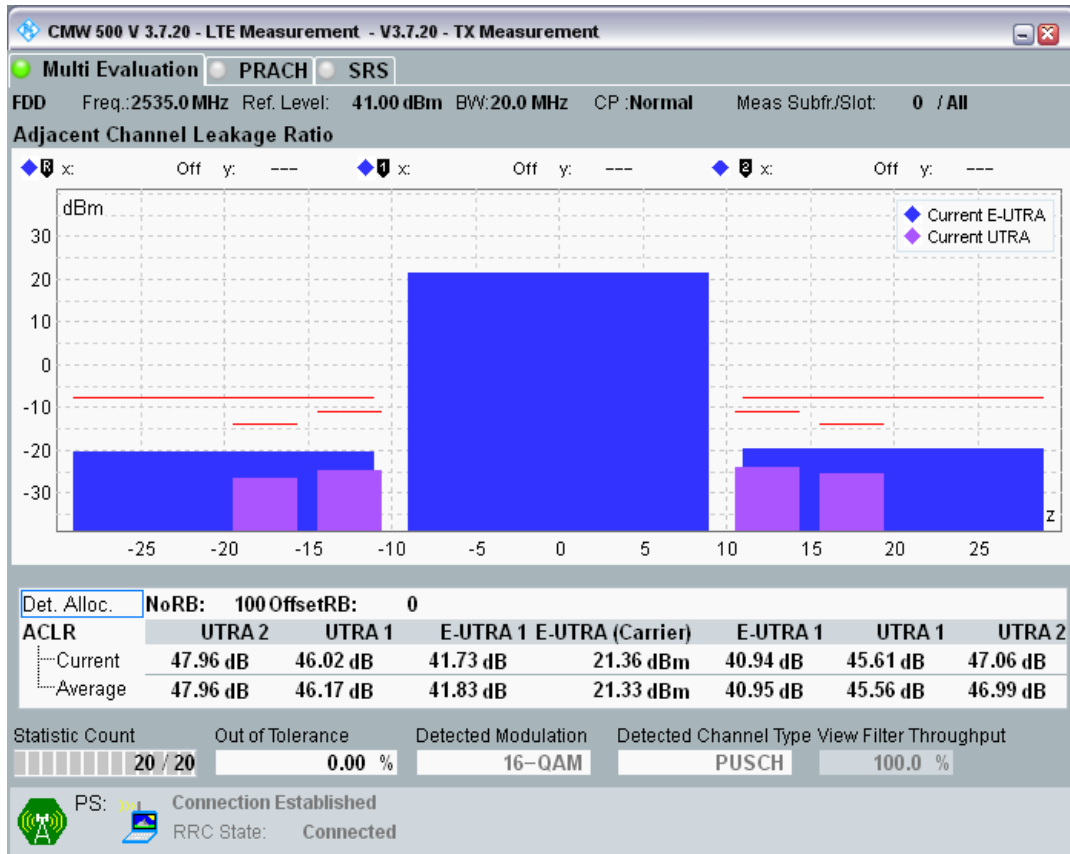 CMW 500 V 3.7.20 - LTE Measurement - V3.7.20 - TX Measurement
Multi Evaluation PRACH SRS
FDD Freq.:2535.0 MHz Ref. Level: 41.00 dBm BW:20.0 MHz CP :Normal Meas Subfr./Slot: 0 / All
Adjacent Channel Leakage Ratio
R x: Off y: --- 1 x: Off y: --- 2 x: Off y: ---
dBm
Current E-UTRA
Current UTRA
30
20
10
0
-10
-20
-30
z
-25 -20 -15 -10 -5 0 5 10 15 20 25
Det. Alloc. NoRB: 100 OffsetRB: 0
ACLR UTRA 2 UTRA 1 E-UTRA 1 E-UTRA (Carrier) E-UTRA 1 UTRA 1 UTRA 2
Current 47.96 dB 46.02 dB 41.73 dB 21.36 dBm 40.94 dB 45.61 dB 47.06 dB
Average 47.96 dB 46.17 dB 41.83 dB 21.33 dBm 40.95 dB 45.56 dB 46.99 dB
Statistic Count Out of Tolerance Detected Modulation Detected Channel Type View Filter Throughput
20 / 20 0.00 % 16-QAM PUSCH 100.0 %
PS: Connection Established
RRC State: Connected